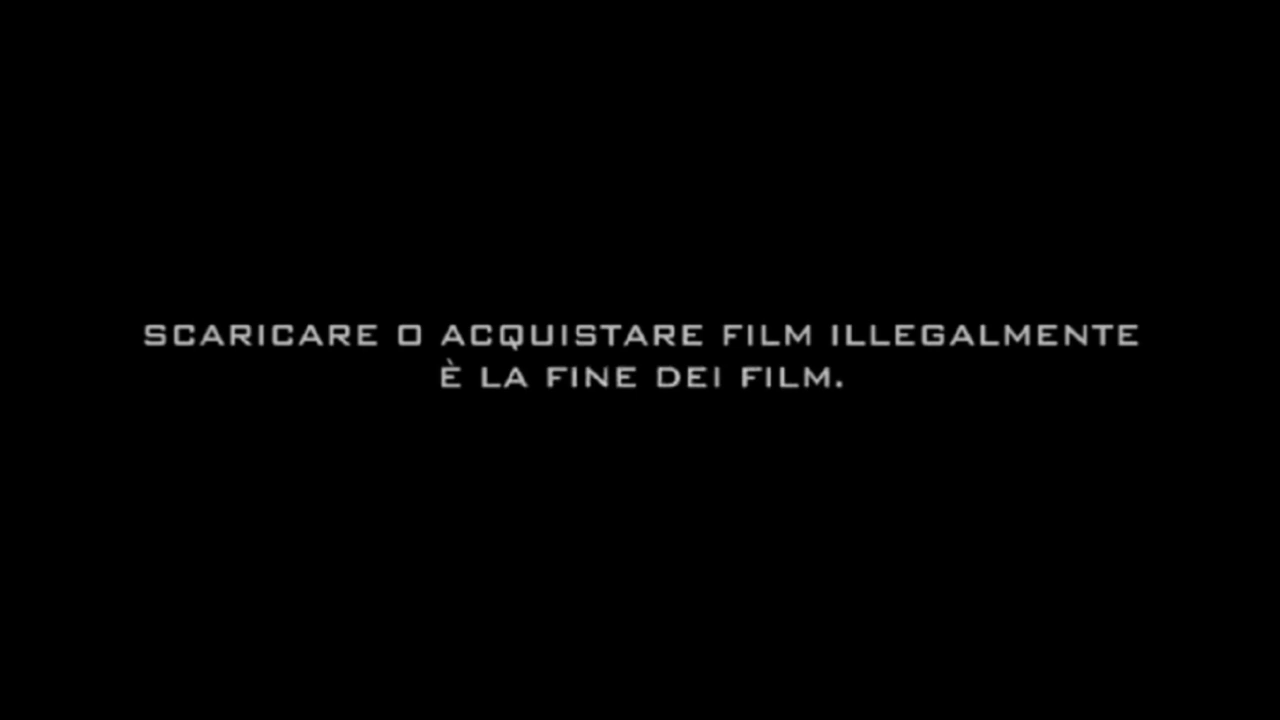 SCARICARE O ACQUISTARE FILM ILLEGALMENTE
È LA FINE DEI FILM.